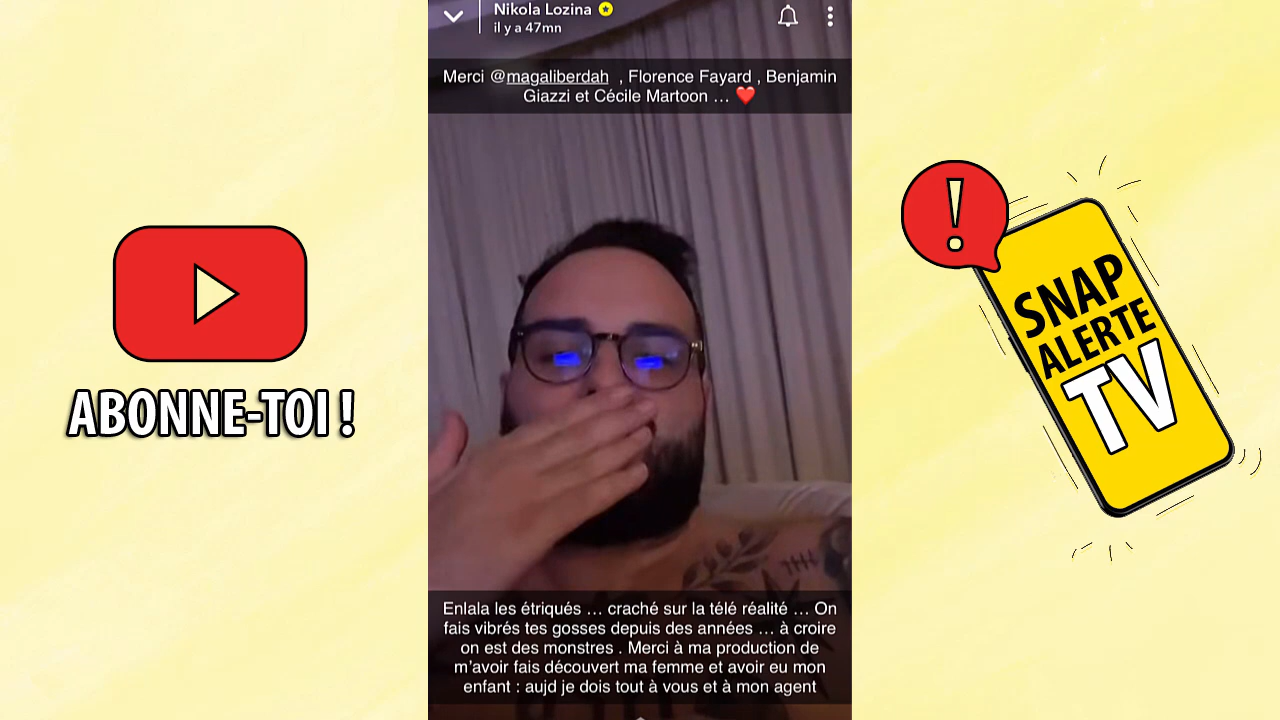 Nikola Lozina
il y a 47mn
Merci @magaliberdah , Florence Fayard , Benjamin
Giazzi et Cécile Martoon … ❤️
ABONNE-TOI !
!
SNAP
ALERTE
TV
Enlala les étriqués … craché sur la télé réalité … On
fais vibrés tes gosses depuis des années … à croire
on est des monstres . Merci à ma production de
m'avoir fais découvert ma femme et avoir eu mon
enfant : aujd je dois tout à vous et à mon agent